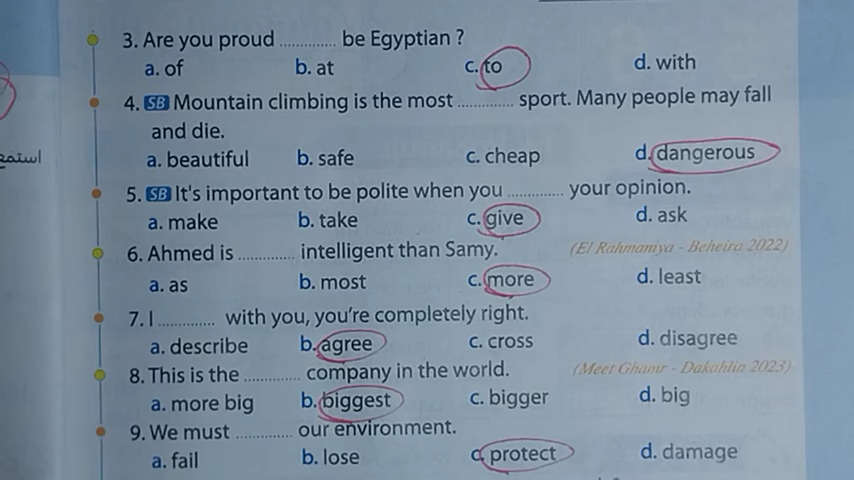 3. Are you proud ............ be Egyptian ?
a. of b. at c. to d. with
4. SB Mountain climbing is the most ............ sport. Many people may fall
and die.
استمع
a. beautiful b. safe c. cheap d. dangerous
5. SB It's important to be polite when you ............ your opinion.
a. make b. take c. give d. ask
6. Ahmed is ............ intelligent than Samy. (El Rahmaniya - Beheira 2022)
a. as b. most c. more d. least
7. I ............ with you, you're completely right.
a. describe b. agree c. cross d. disagree
8. This is the ............ company in the world. (Meet Ghamr - Dakahlia 2023)
a. more big b. biggest c. bigger d. big
9. We must ............ our environment.
a. fail b. lose c. protect d. damage